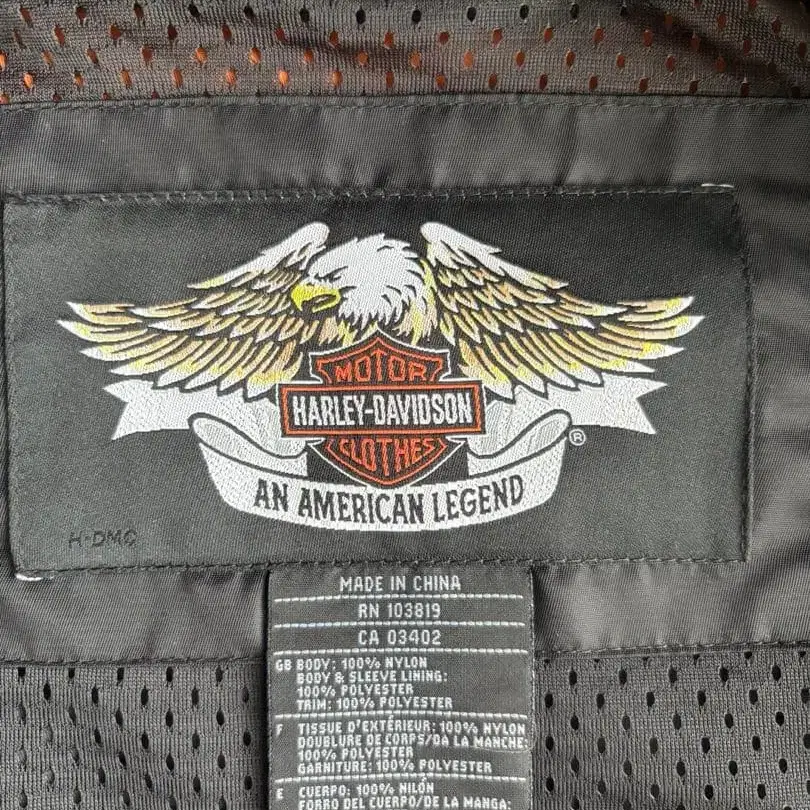 MOTOR
HARLEY-DAVIDSON
CLOTHES
®
AN AMERICAN LEGEND
H-DMC
MADE IN CHINA
RN 103819
CA 03402
GB BODY: 100% NYLON
BODY & SLEEVE LINING:
100% POLYESTER
TRIM: 100% POLYESTER
F TISSUE D'EXTÉRIEUR: 100% NYLON
DOUBLURE DE CORPS/DA LA MANCHE:
100% POLYESTER
GARNITURE: 100% POLYESTER
E CUERPO: 100% NILÓN
FORRO DEL CUERPO/DE LA MANGA: